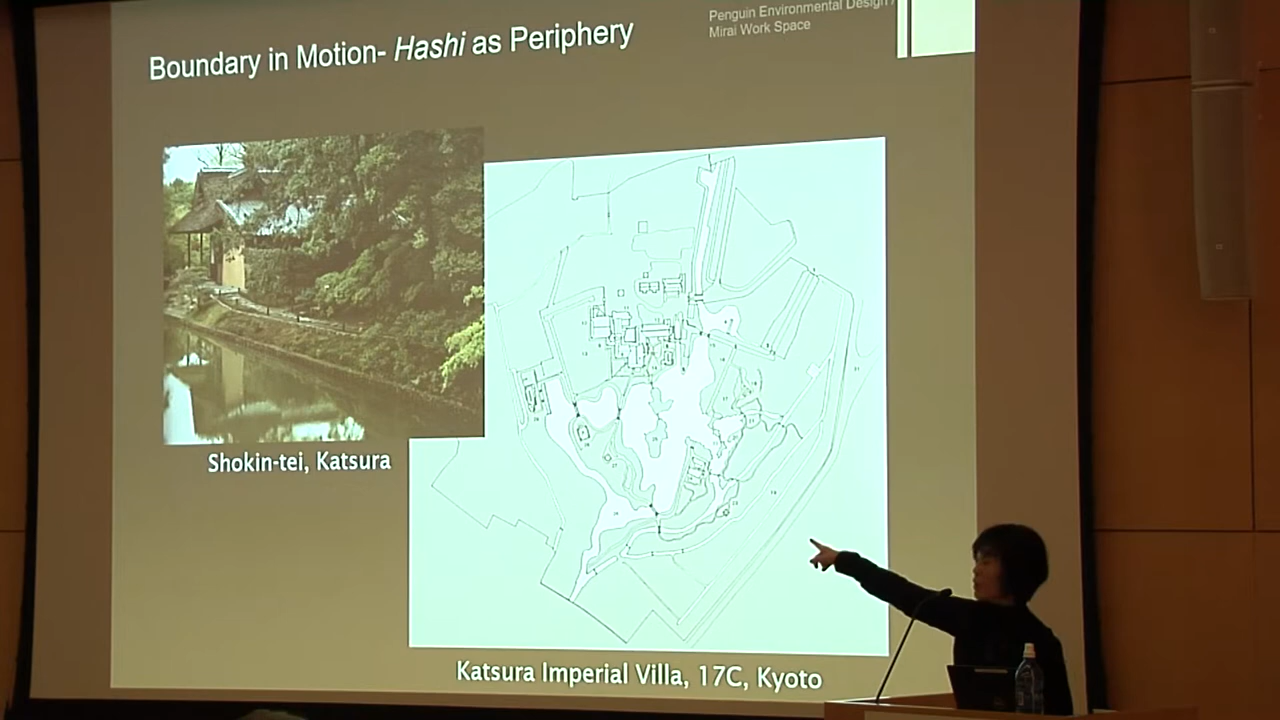 Boundary in Motion- Hashi as Periphery
Penguin Environmental Design /
Mirai Work Space
Shokin-tei, Katsura
Katsura Imperial Villa, 17C, Kyoto